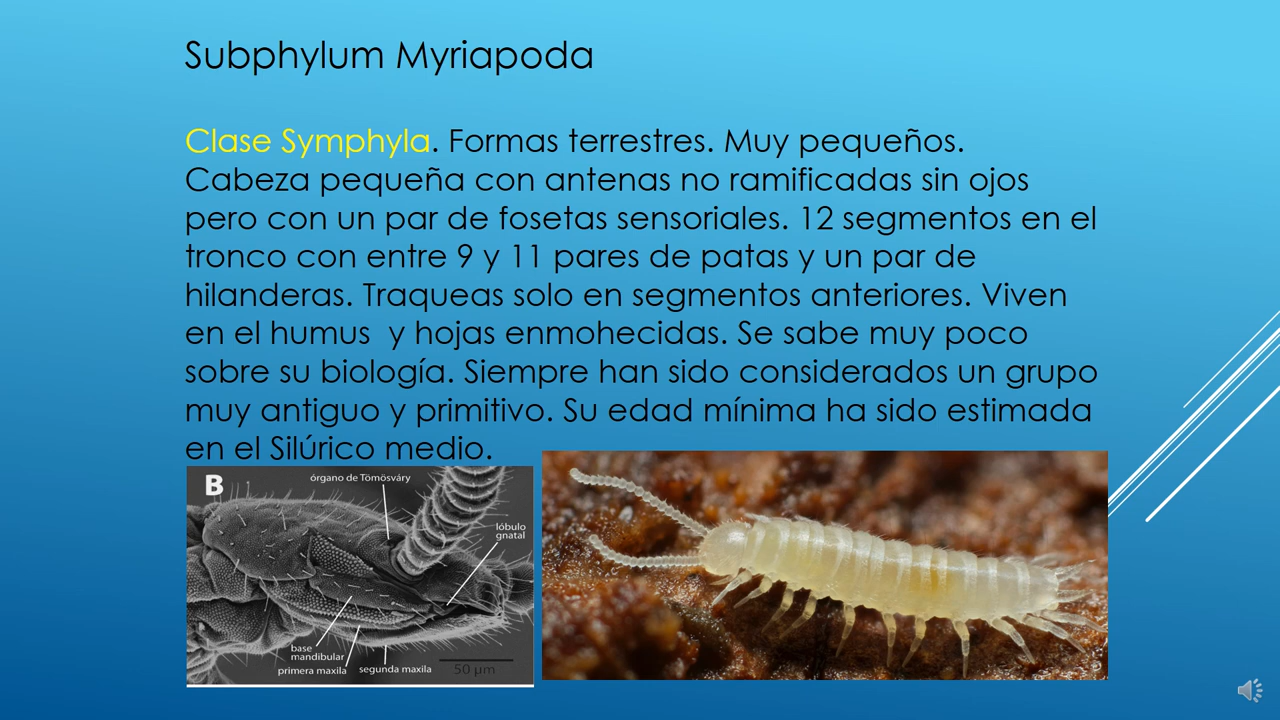 Subphylum Myriapoda
Clase Symphyla. Formas terrestres. Muy pequeños.
Cabeza pequeña con antenas no ramificadas sin ojos
pero con un par de fosetas sensoriales. 12 segmentos en el
tronco con entre 9 y 11 pares de patas y un par de
hilanderas. Traqueas solo en segmentos anteriores. Viven
en el humus  y hojas enmohecidas. Se sabe muy poco
sobre su biología. Siempre han sido considerados un grupo
muy antiguo y primitivo. Su edad mínima ha sido estimada
en el Silúrico medio.
B
órgano de Tömösváry
lóbulo
gnatal
base
mandibular
primera maxila
segunda maxila
50 µm